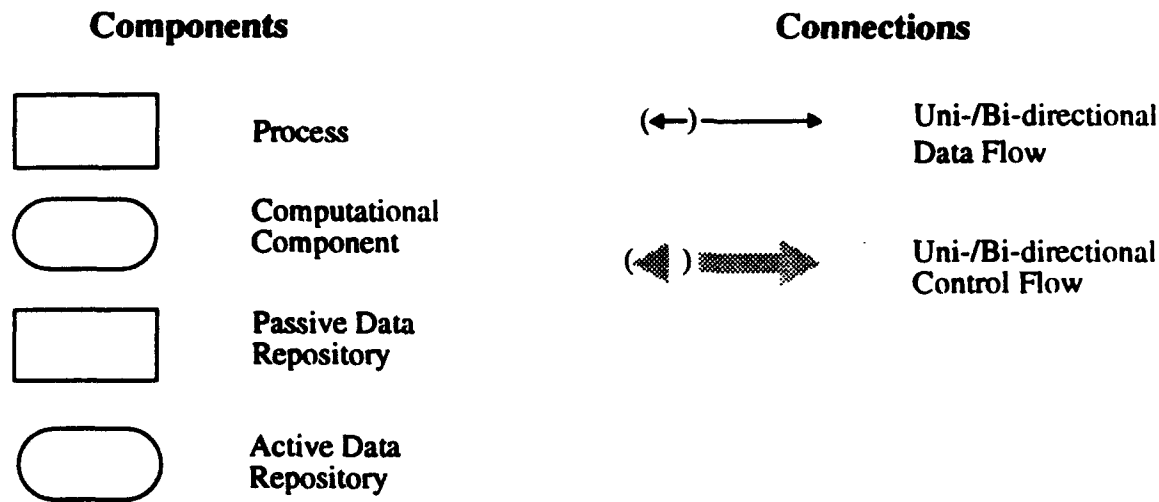 Components
Process
Computational
Component
Passive Data
Repository
Active Data
Repository
Connections
Uni-/Bi-directional
Data Flow
Uni-/Bi-directional
Control Flow